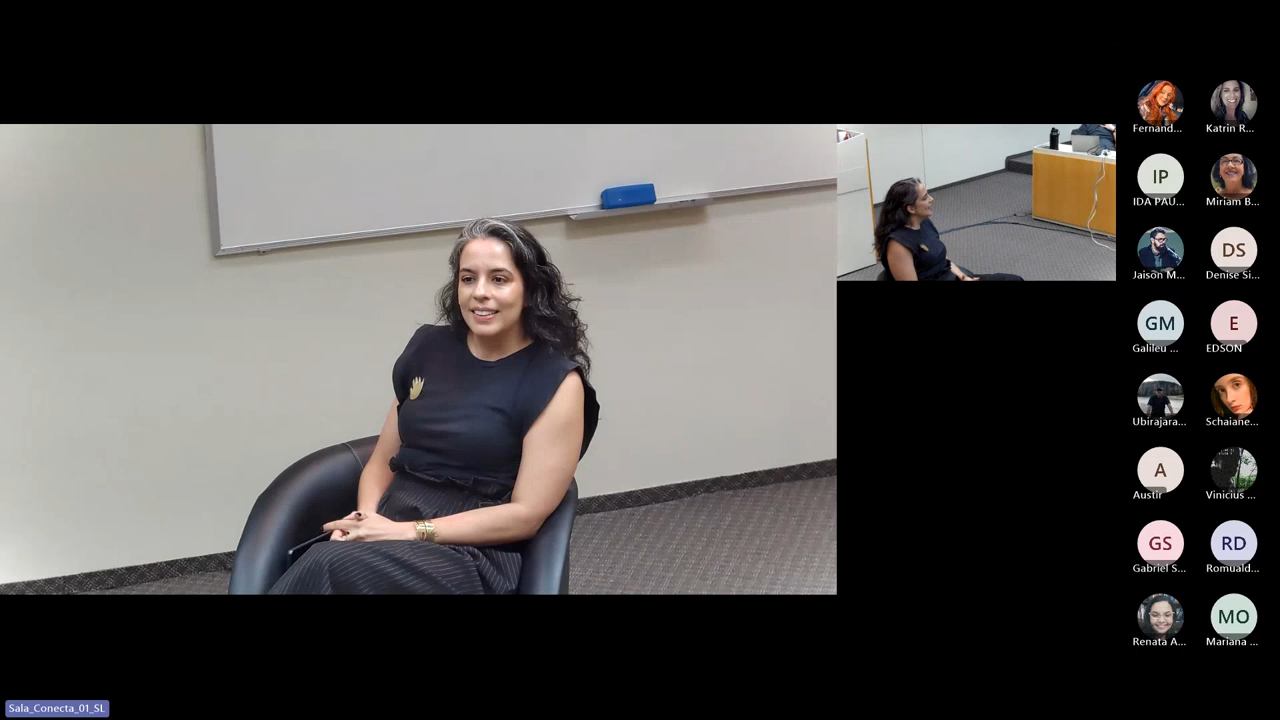 Fernand...
Katrin R...
IP
IDA PAU...
Miriam B...
Jaison M...
DS
Denise Si...
GM
Galileu ...
E
EDSON
Ubirajara...
Schaiane...
A
Austir
Vinicius ...
GS
Gabriel S...
RD
Romuald...
Renata A...
MO
Mariana ...
Sala_Conecta_01_SL